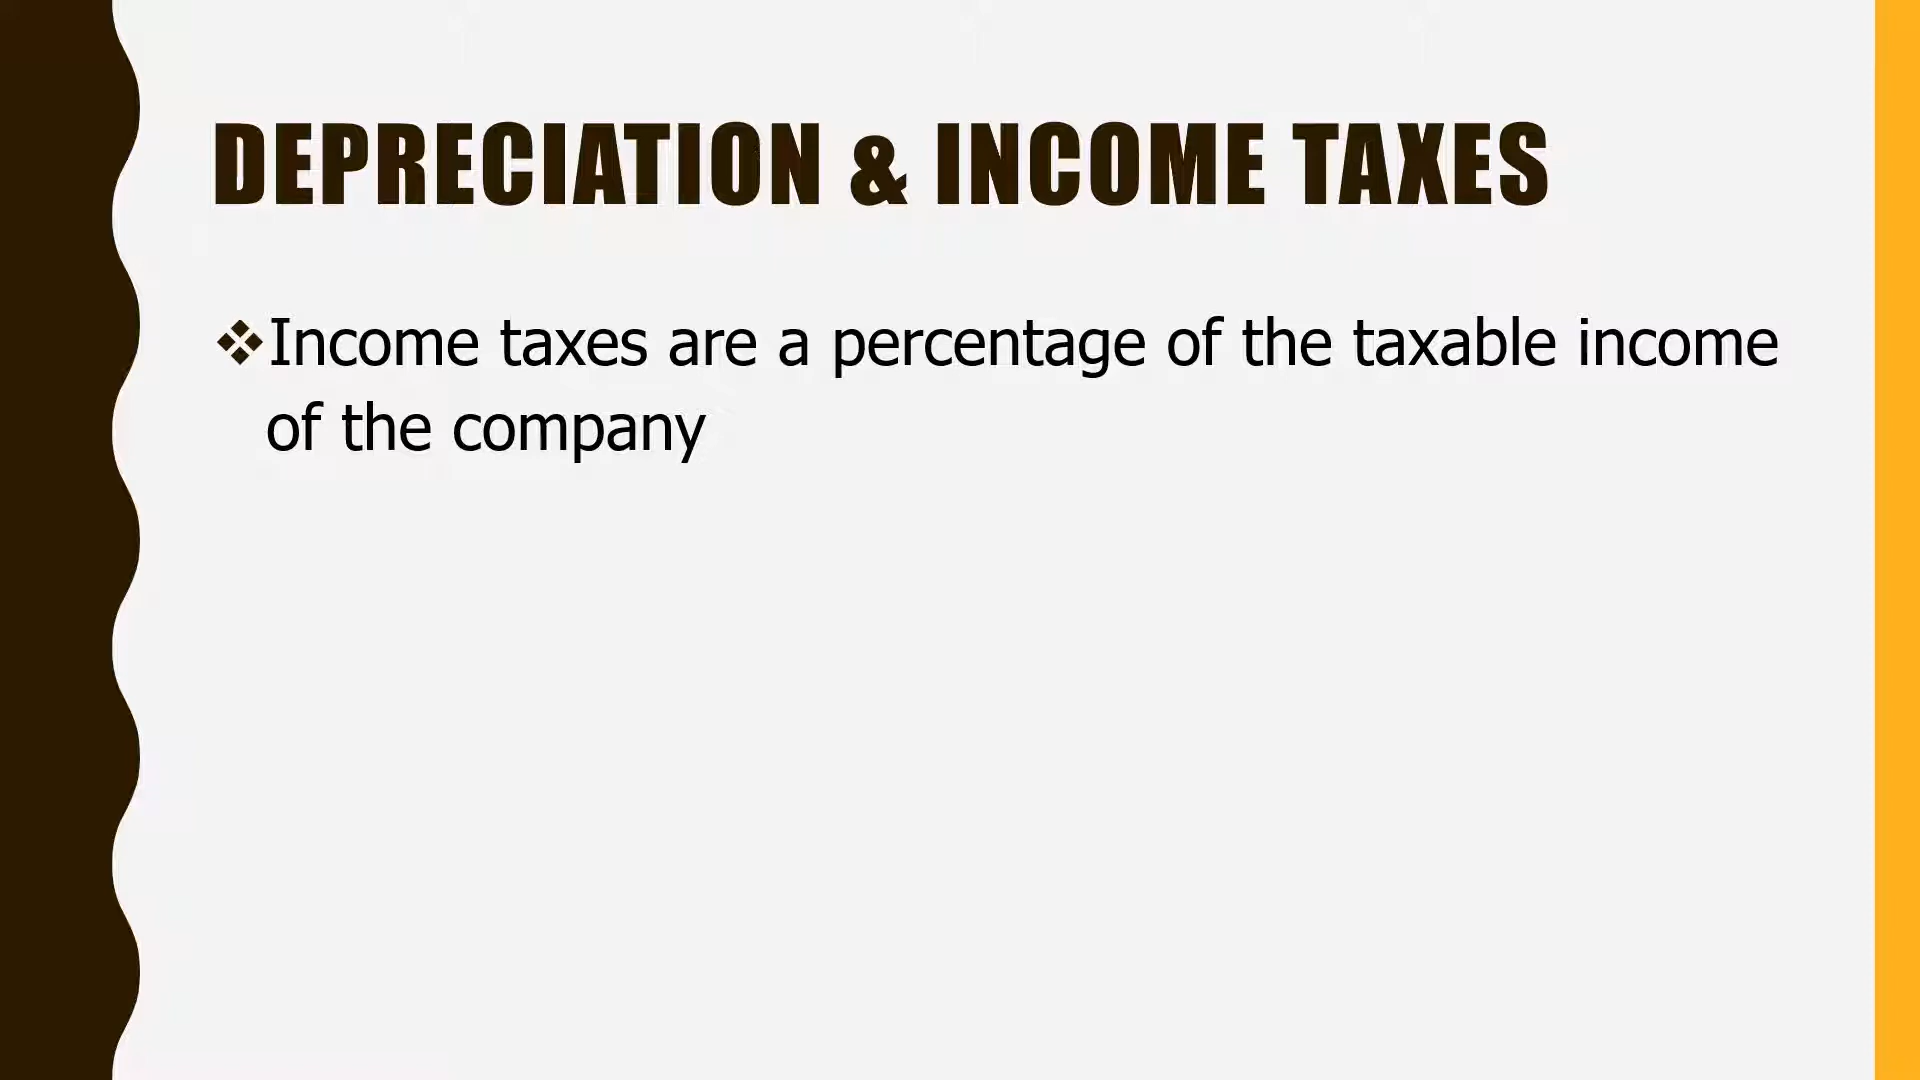 DEPRECIATION & INCOME TAXES
❖Income taxes are a percentage of the taxable income
of the company